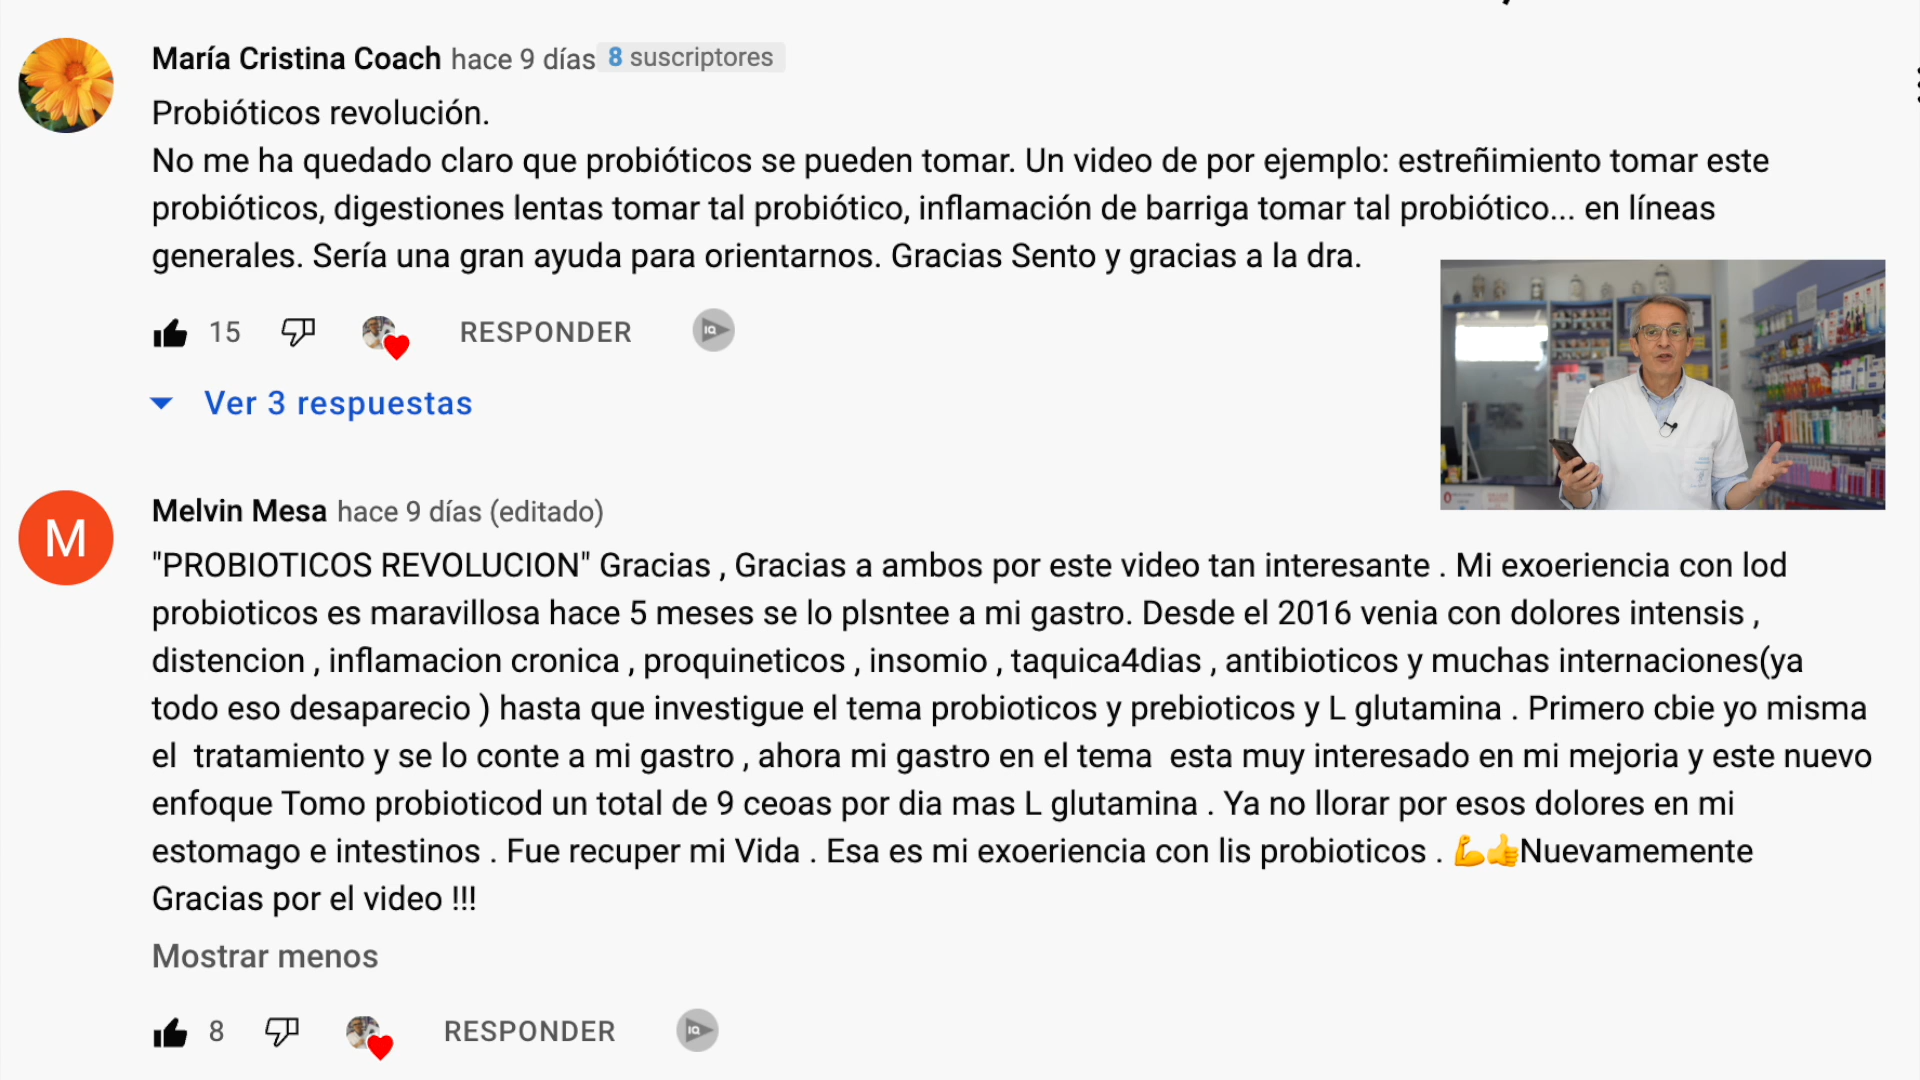 María Cristina Coach hace 9 días 8 suscriptores
Probióticos revolución.
No me ha quedado claro que probióticos se pueden tomar. Un video de por ejemplo: estreñimiento tomar este
probióticos, digestiones lentas tomar tal probiótico, inflamación de barriga tomar tal probiótico... en líneas
generales. Sería una gran ayuda para orientarnos. Gracias Sento y gracias a la dra.
15 RESPONDER IQ
Ver 3 respuestas
M
Melvin Mesa hace 9 días (editado)
"PROBIOTICOS REVOLUCION" Gracias , Gracias a ambos por este video tan interesante . Mi exoeriencia con lod
probioticos es maravillosa hace 5 meses se lo plsntee a mi gastro. Desde el 2016 venia con dolores intensis ,
distencion , inflamacion cronica , proquineticos , insomio , taquica4dias , antibioticos y muchas internaciones(ya
todo eso desaparecio ) hasta que investigue el tema probioticos y prebioticos y L glutamina . Primero cbie yo misma
el  tratamiento y se lo conte a mi gastro , ahora mi gastro en el tema  esta muy interesado en mi mejoria y este nuevo
enfoque Tomo probioticod un total de 9 ceoas por dia mas L glutamina . Ya no llorar por esos dolores en mi
estomago e intestinos . Fue recuper mi Vida . Esa es mi exoeriencia con lis probioticos . 💪👍Nuevamemente
Gracias por el video !!!
Mostrar menos
8 RESPONDER IQ